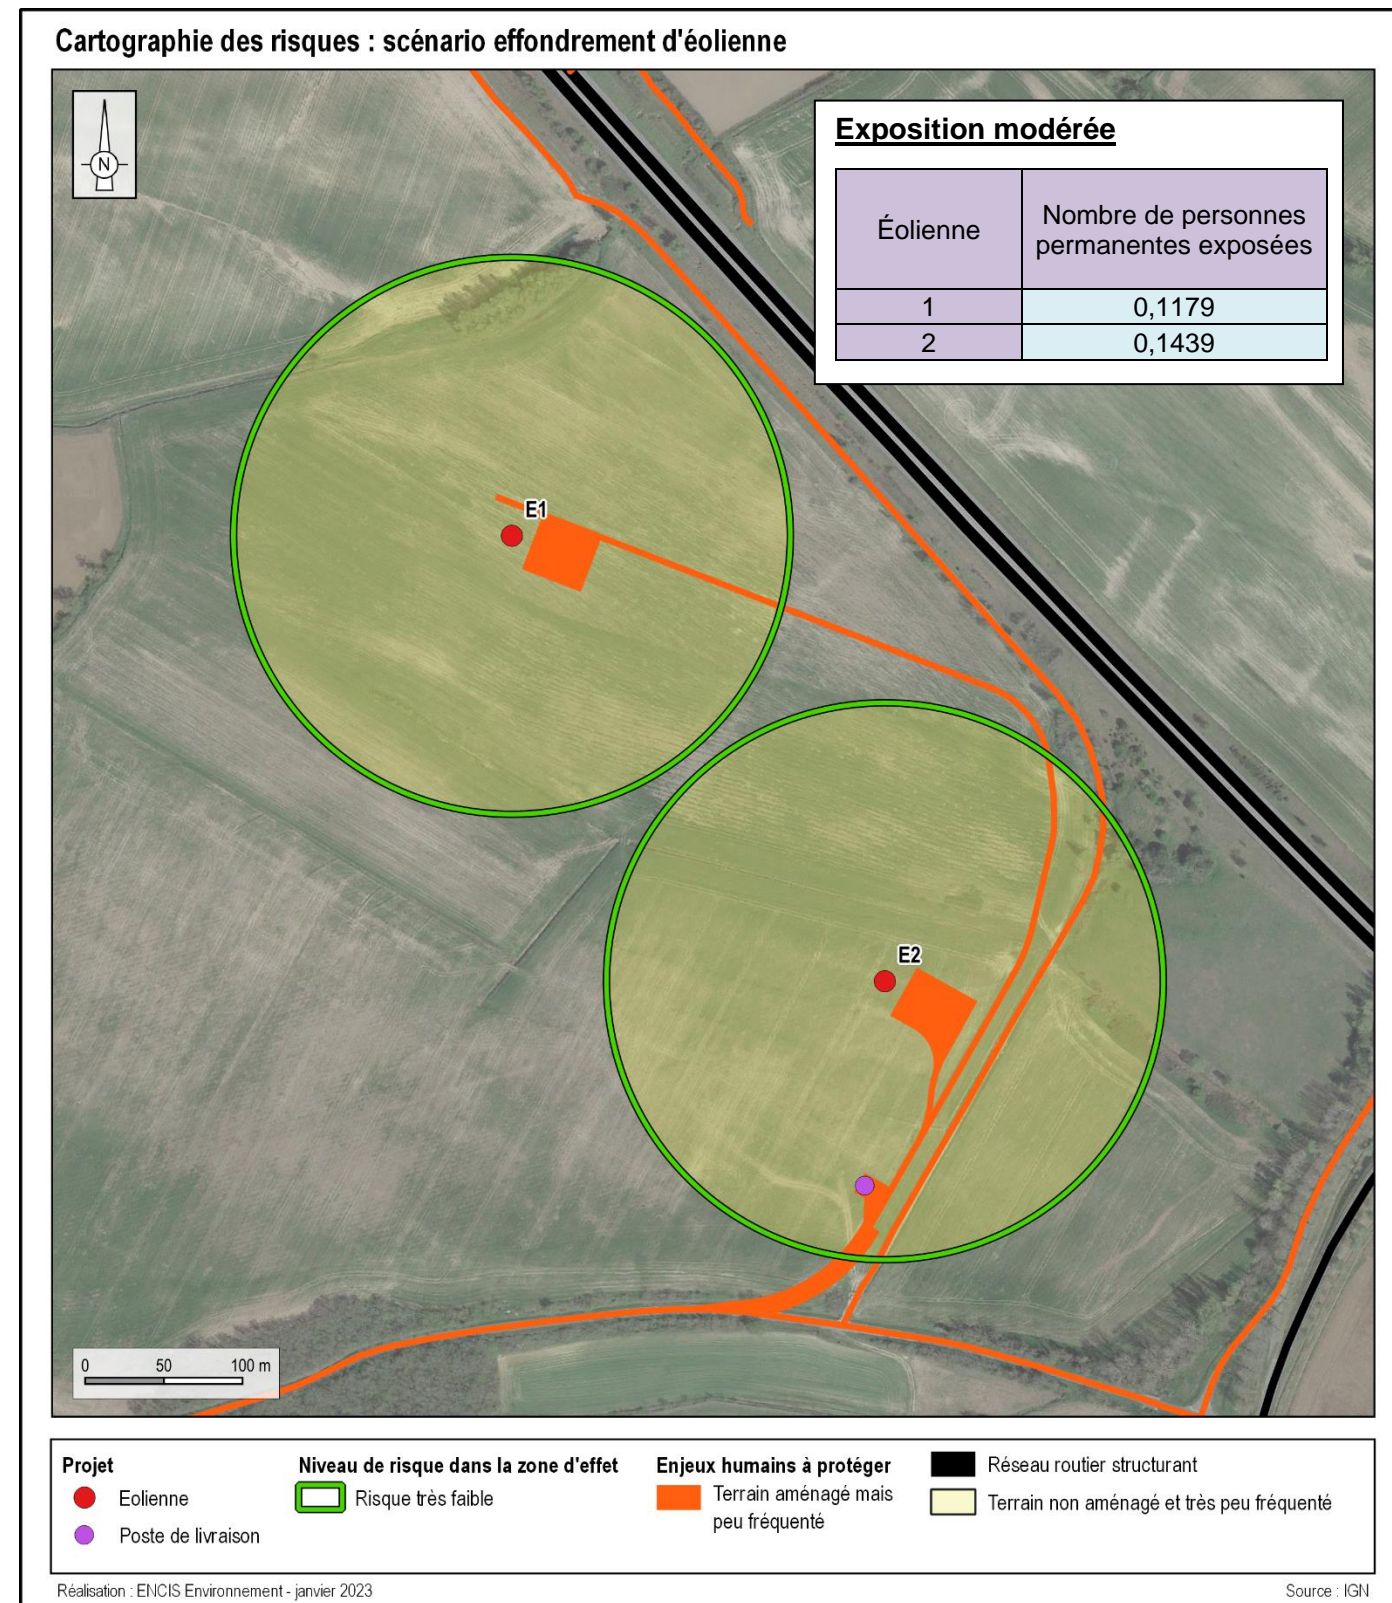 Cartographie des risques : scénario effondrement d'éolienne
N
Exposition modérée
Éolienne
Nombre de personnes
permanentes exposées
1
0,1179
2
0,1439
E1
E2
0
50
100 m
Projet
Eolienne
Poste de livraison
Niveau de risque dans la zone d'effet
Risque très faible
Enjeux humains à protéger
Terrain aménagé mais
peu fréquenté
Réseau routier structurant
Terrain non aménagé et très peu fréquenté
Réalisation : ENCIS Environnement - janvier 2023
Source : IGN